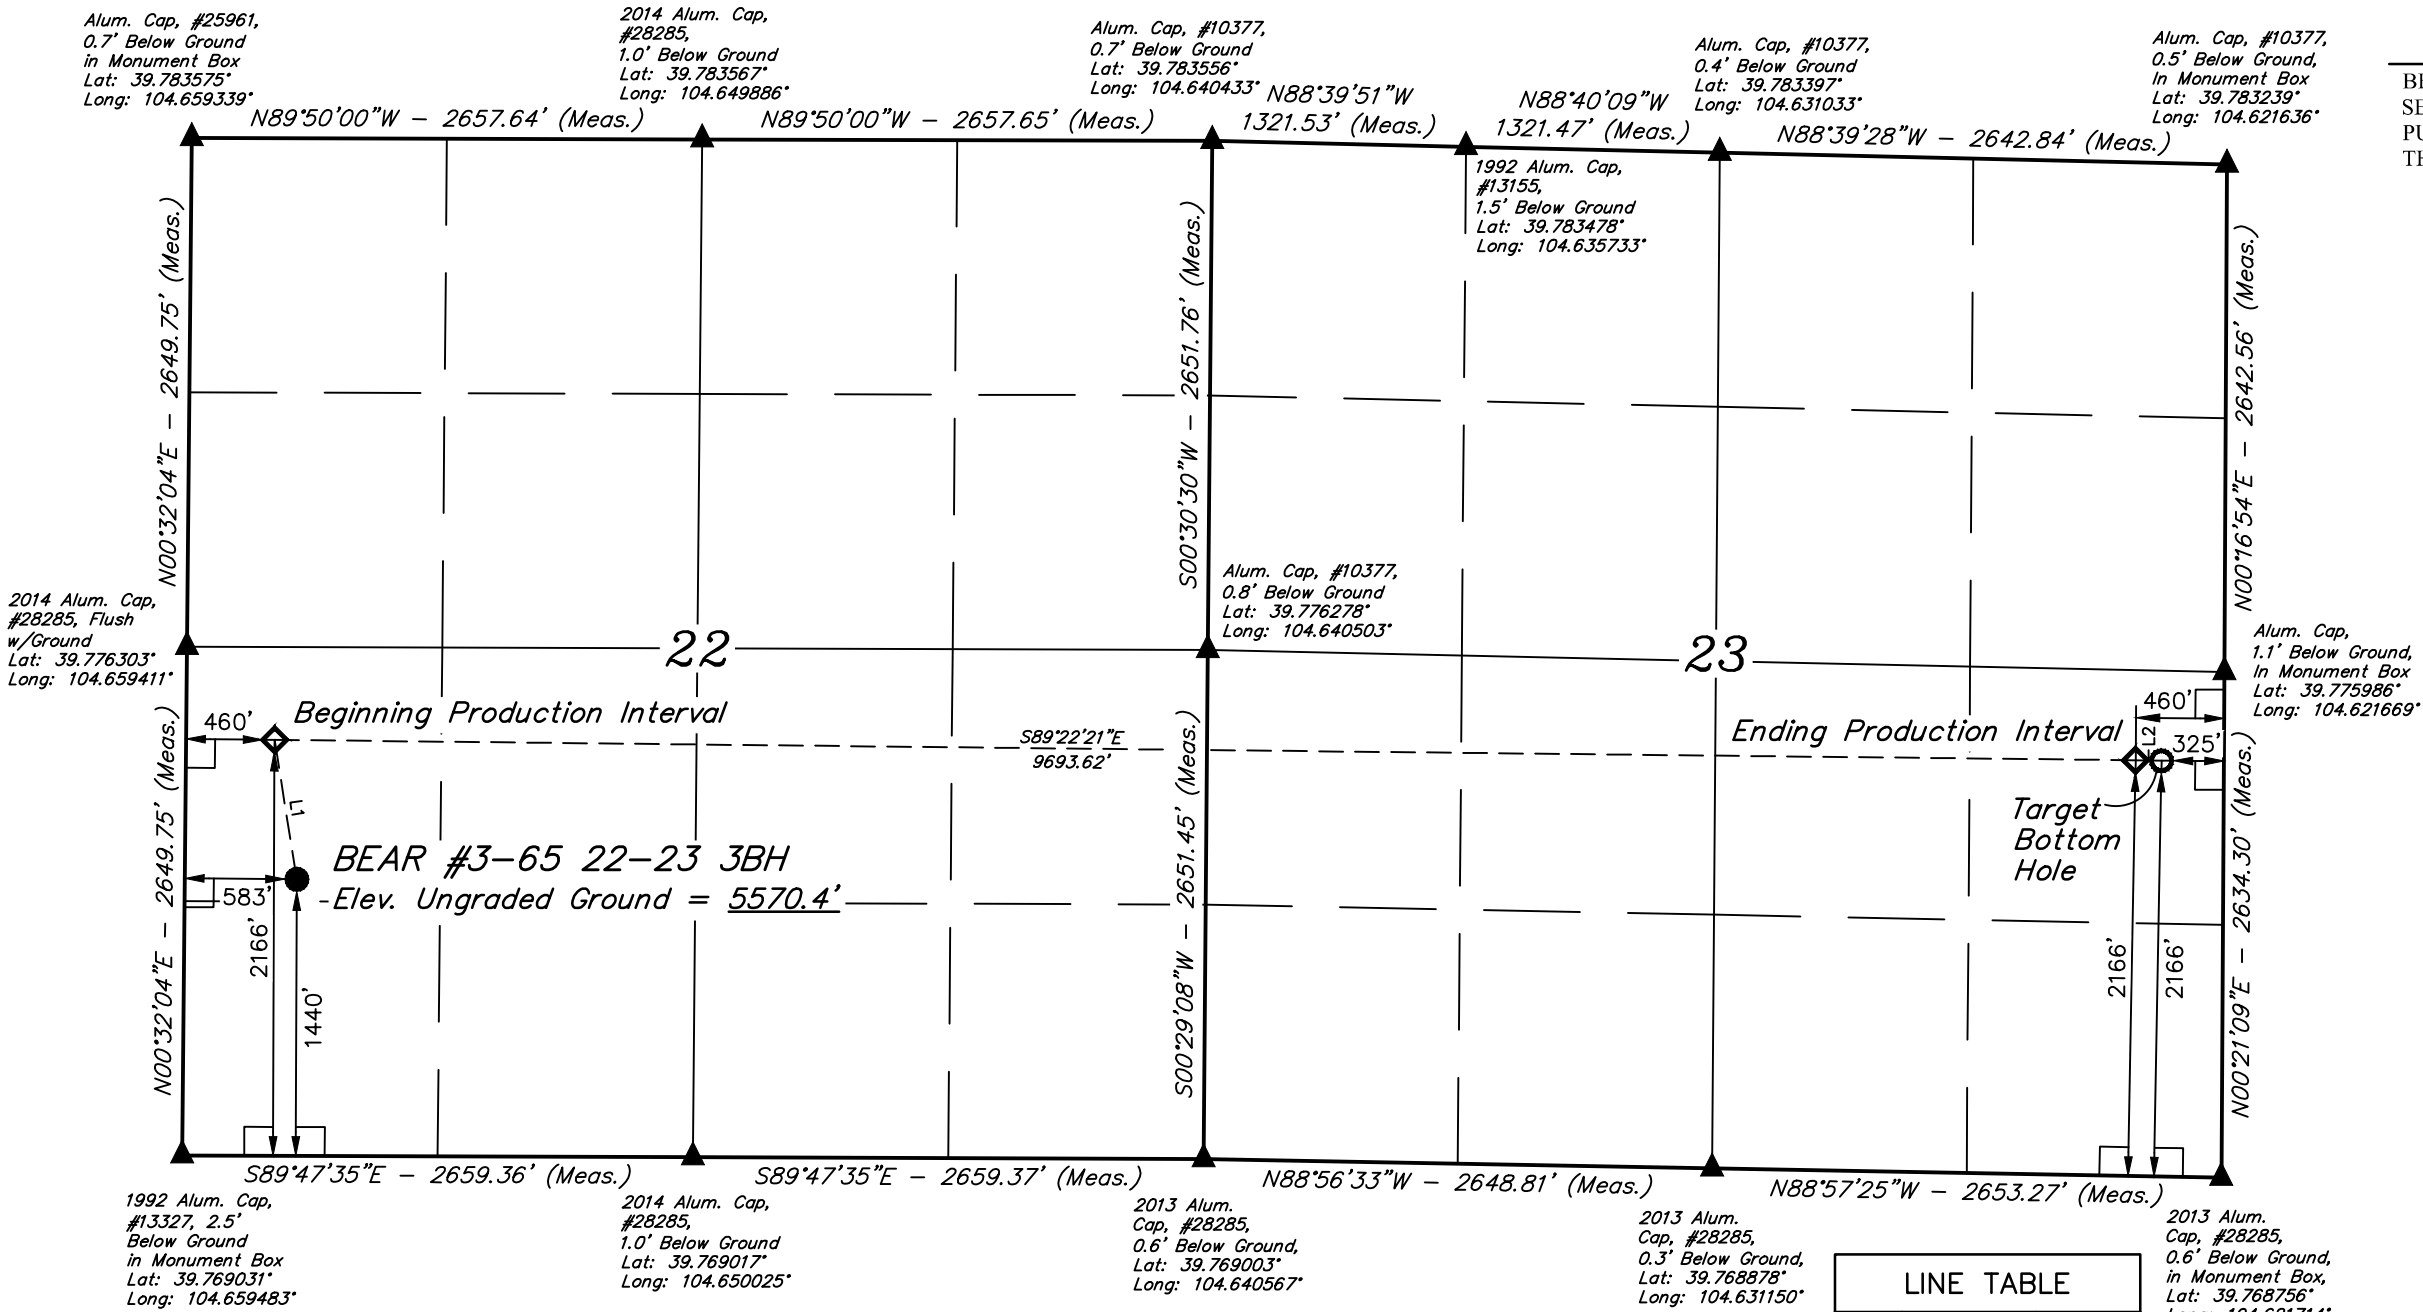 Alum. Cap, #25961,
0.7' Below Ground
in Monument Box
Lat: 39.783575°
Long: 104.659339°
2014 Alum. Cap,
#28285,
1.0' Below Ground
Lat: 39.783567°
Long: 104.649886°
Alum. Cap, #10377,
0.7' Below Ground
Lat: 39.783556°
Long: 104.640433°
Alum. Cap, #10377,
0.4' Below Ground
Lat: 39.783397°
Long: 104.631033°
Alum. Cap, #10377,
0.5' Below Ground,
In Monument Box
Lat: 39.783239°
Long: 104.621636°
N89°50'00"W - 2657.64' (Meas.)
N89°50'00"W - 2657.65' (Meas.)
N88°39'51"W
1321.53' (Meas.)
N88°40'09"W
1321.47' (Meas.)
N88°39'28"W - 2642.84' (Meas.)
1992 Alum. Cap,
#13155,
1.5' Below Ground
Lat: 39.783478°
Long: 104.635733°
N00°32'04"E - 2649.75' (Meas.)
S00°30'30"W - 2651.76' (Meas.)
N00°16'54"E - 2642.56' (Meas.)
2014 Alum. Cap,
#28285, Flush
w/Ground
Lat: 39.776303°
Long: 104.659411°
22
Alum. Cap, #10377,
0.8' Below Ground
Lat: 39.776278°
Long: 104.640503°
23
Alum. Cap,
1.1' Below Ground,
In Monument Box
Lat: 39.775986°
Long: 104.621669°
460'
Beginning Production Interval
S89°22'21"E
9693.62'
Ending Production Interval
460'
L2
325'
L1
Target
Bottom
Hole
BEAR #3-65 22-23 3BH
Elev. Ungraded Ground = 5570.4'
583'
2166'
1440'
2166'
2166'
N00°32'04"E - 2649.75' (Meas.)
S00°29'08"W - 2651.45' (Meas.)
N00°21'09"E - 2634.30' (Meas.)
S89°47'35"E - 2659.36' (Meas.)
S89°47'35"E - 2659.37' (Meas.)
N88°56'33"W - 2648.81' (Meas.)
N88°57'25"W - 2653.27' (Meas.)
1992 Alum. Cap,
#13327, 2.5'
Below Ground
in Monument Box
Lat: 39.769031°
Long: 104.659483°
2014 Alum. Cap,
#28285,
1.0' Below Ground
Lat: 39.769017°
Long: 104.650025°
2013 Alum.
Cap, #28285,
0.6' Below Ground,
Lat: 39.769003°
Long: 104.640567°
2013 Alum.
Cap, #28285,
0.3' Below Ground,
Lat: 39.768878°
Long: 104.631150°
LINE TABLE
2013 Alum.
Cap, #28285,
0.6' Below Ground,
in Monument Box,
Lat: 39.768756°